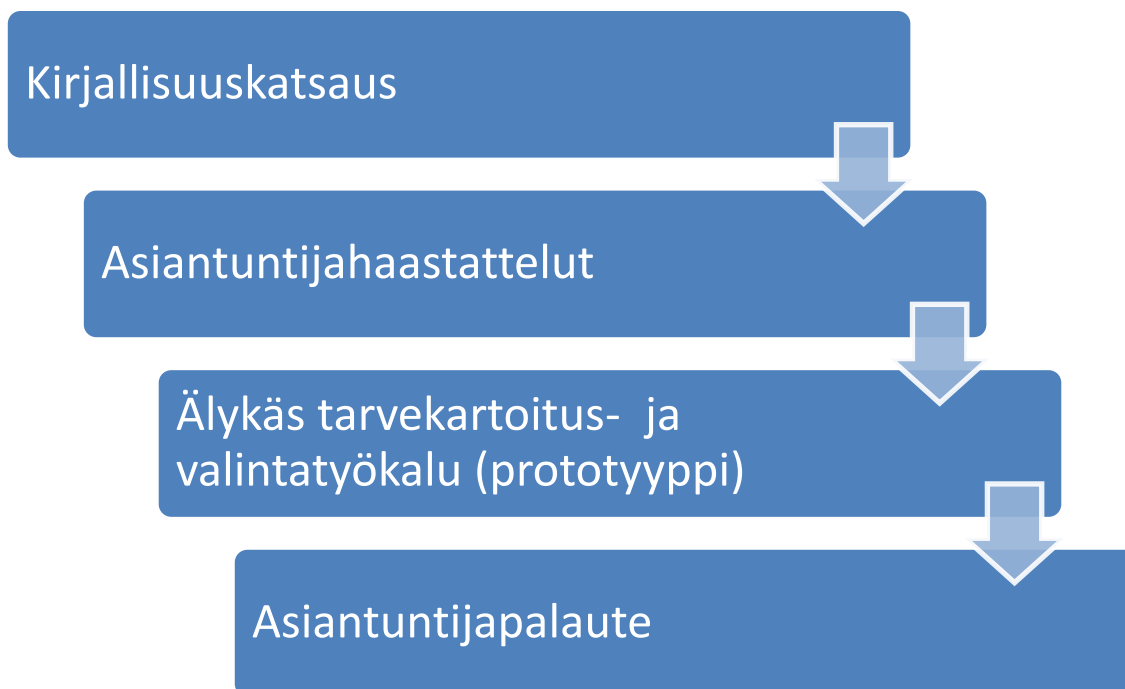 Kirjallisuuskatsaus
Asiantuntijahaastattelut
Älykäs tarvekartoitus- ja
valintatyökalu (prototyyppi)
Asiantuntijapalaute